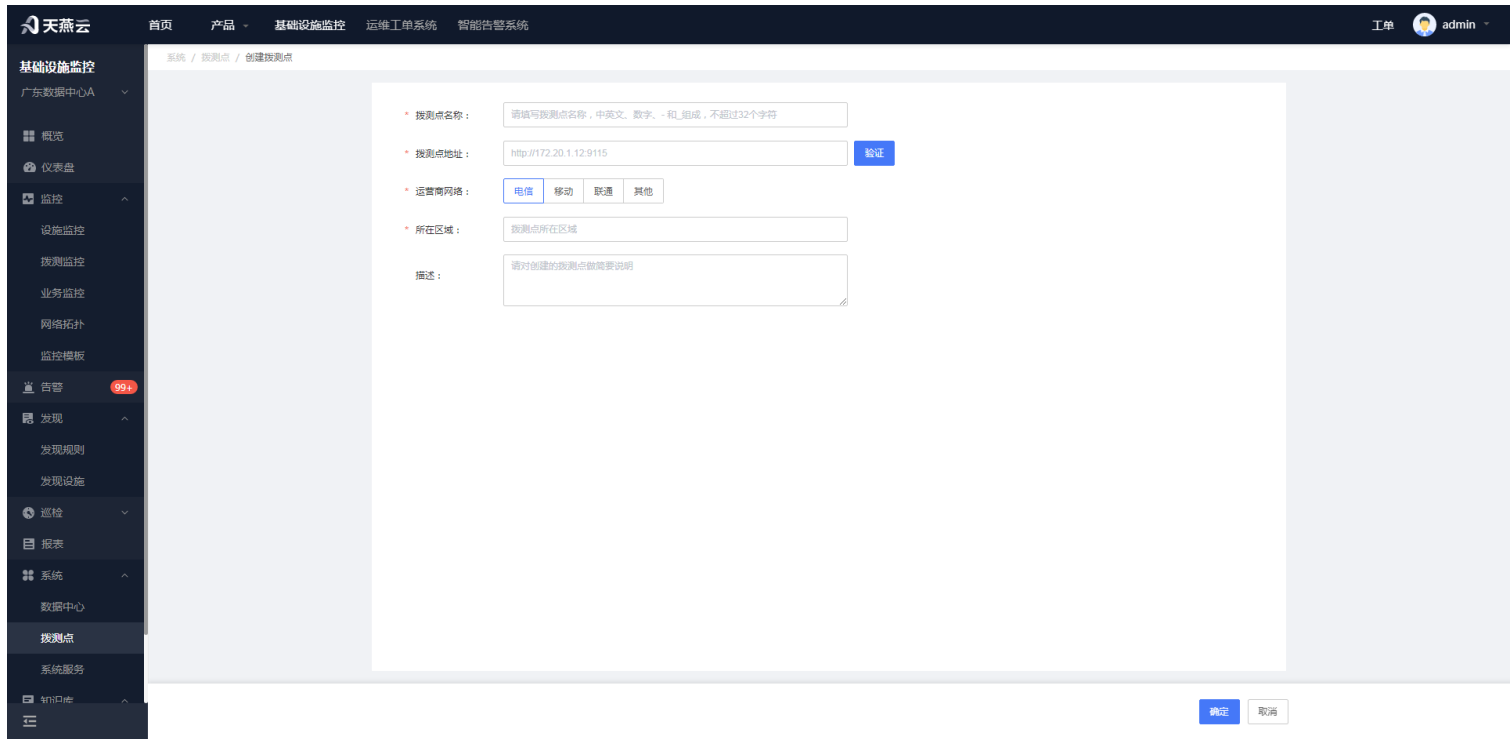 天燕云
首页 产品 基础设施监控 运维工单系统 智能告警系统 工单 admin
基础设施监控
广东数据中心A
概览
仪表盘
监控
设施监控
拨测监控
业务监控
网络拓扑
监控模板
告警 99+
发现
发现规则
发现设施
巡检
报表
系统
数据中心
拨测点
系统服务
知识库
系统 / 拨测点 / 创建拨测点
* 拨测点名称： 请填写拨测点名称，中英文、数字、- 和_组成，不超过32个字符
* 拨测点地址： http://172.20.1.12:9115 验证
* 运营商网络： 电信 移动 联通 其他
* 所在区域： 拨测点所在区域
描述： 请对创建的拨测点做简要说明
确定 取消